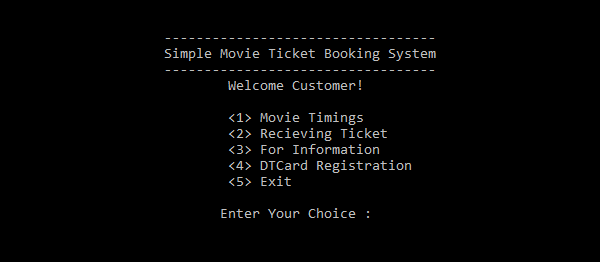 ----------------------------------
Simple Movie Ticket Booking System
----------------------------------
Welcome Customer!
<1> Movie Timings
<2> Recieving Ticket
<3> For Information
<4> DTCard Registration
<5> Exit
Enter Your Choice :